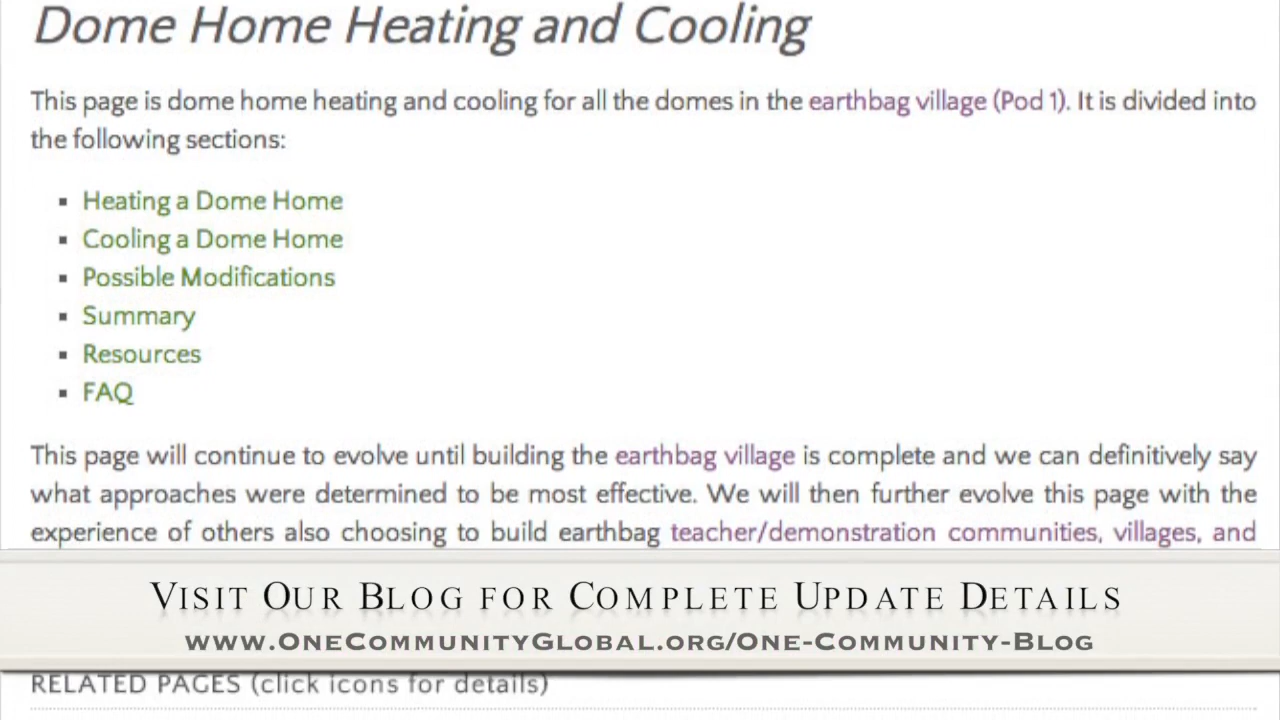 Dome Home Heating and Cooling
This page is dome home heating and cooling for all the domes in the earthbag village (Pod 1). It is divided into
the following sections:
Heating a Dome Home
Cooling a Dome Home
Possible Modifications
Summary
Resources
FAQ
This page will continue to evolve until building the earthbag village is complete and we can definitively say
what approaches were determined to be most effective. We will then further evolve this page with the
experience of others also choosing to build earthbag teacher/demonstration communities, villages, and
Visit Our Blog for Complete Update Details
www.OneCommunityGlobal.org/One-Community-Blog
RELATED PAGES (click icons for details)